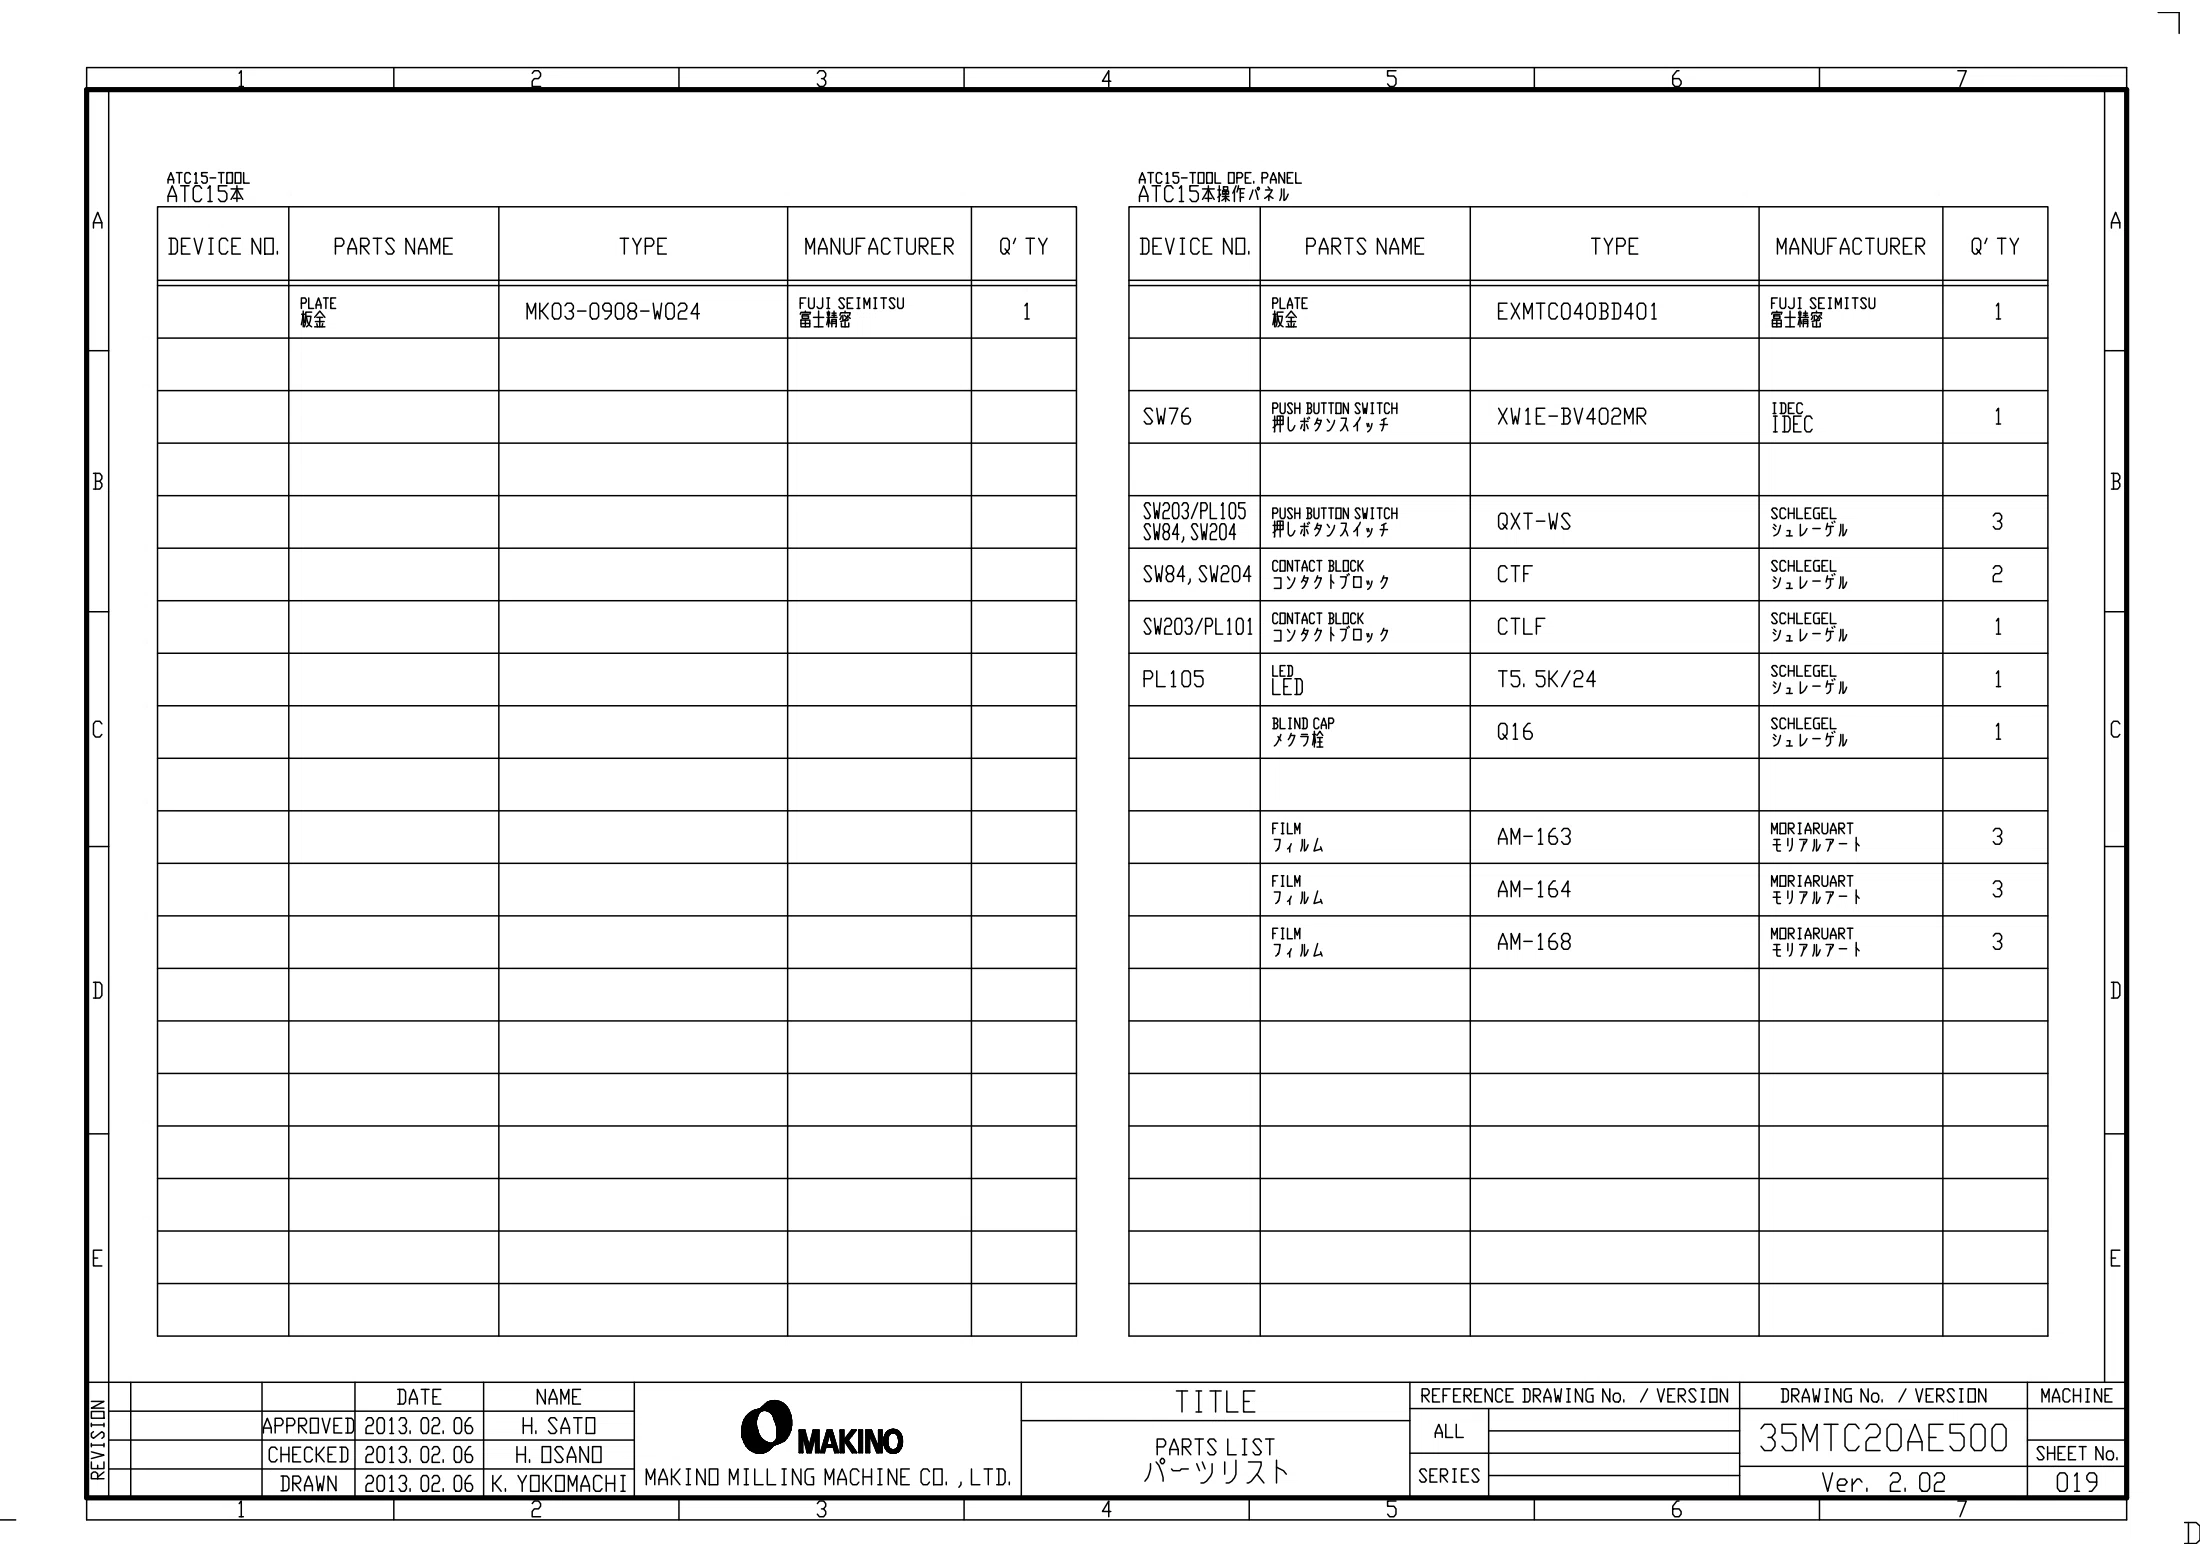 1 2 3 4 5 6 7
ATC15-TOOL
ATC15本
DEVICE NO. PARTS NAME TYPE MANUFACTURER Q'TY
PLATE
板金
MK03-0908-W024
FUJI SEIMITSU
富士精密
1
ATC15-TOOL OPE. PANEL
ATC15本操作パネル
DEVICE NO. PARTS NAME TYPE MANUFACTURER Q'TY
PLATE
板金
EXMTC040BD401
FUJI SEIMITSU
富士精密
1
SW76
PUSH BUTTON SWITCH
押しボタンスイッチ
XW1E-BV402MR
IDEC
IDEC
1
SW203/PL105
SW84, SW204
PUSH BUTTON SWITCH
押しボタンスイッチ
QXT-WS
SCHLEGEL
シュレーゲル
3
SW84, SW204
CONTACT BLOCK
コンタクトブロック
CTF
SCHLEGEL
シュレーゲル
2
SW203/PL101
CONTACT BLOCK
コンタクトブロック
CTLF
SCHLEGEL
シュレーゲル
1
PL105
LED
LED
T5.5K/24
SCHLEGEL
シュレーゲル
1
BLIND CAP
メクラ栓
Q16
SCHLEGEL
シュレーゲル
1
FILM
フィルム
AM-163
MORIARUART
モリアルアート
3
FILM
フィルム
AM-164
MORIARUART
モリアルアート
3
FILM
フィルム
AM-168
MORIARUART
モリアルアート
3
A
B
C
D
E
A
B
C
D
E
REVISION
DATE NAME
APPROVED 2013.02.06 H. SATO
CHECKED 2013.02.06 H. OSANO
DRAWN 2013.02.06 K. YOKOMACHI
MAKINO
MAKINO MILLING MACHINE CO.,LTD.
TITLE
PARTS LIST
パーツリスト
REFERENCE DRAWING No. / VERSION
ALL
SERIES
DRAWING No. / VERSION
35MTC20AE500
Ver. 2.02
MACHINE
SHEET No.
019
1 2 3 4 5 6 7
D